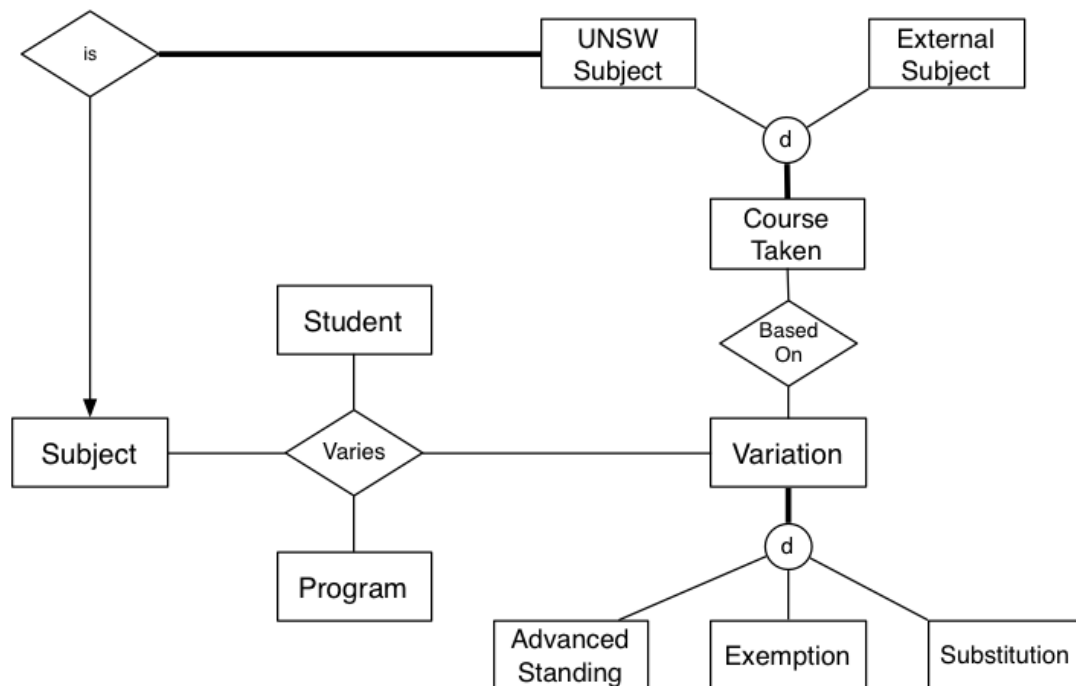 is
UNSW
Subject
External
Subject
d
Course
Taken
Student
Based
On
Subject
Varies
Variation
d
Program
Advanced
Standing
Exemption
Substitution